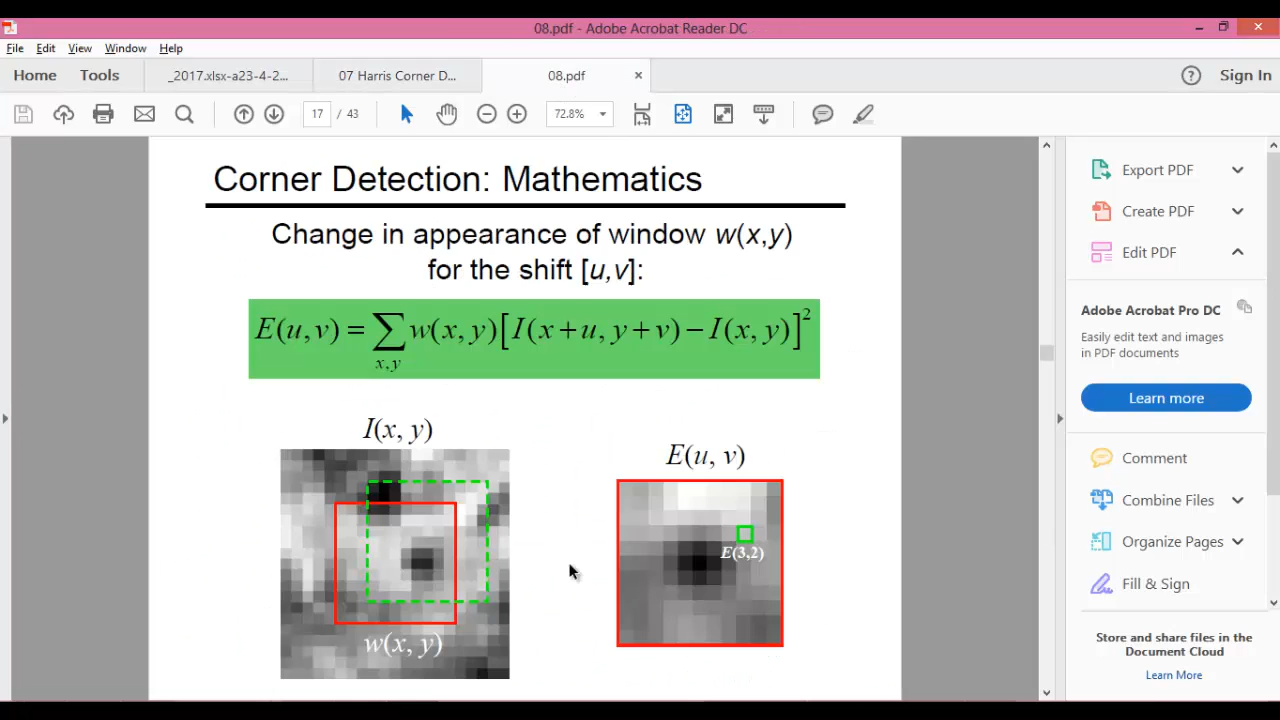 08.pdf - Adobe Acrobat Reader DC
File Edit View Window Help
Home Tools _2017.xlsx-a23-4-2... 07 Harris Corner D... 08.pdf × Sign In
17 / 43 72.8%
Corner Detection: Mathematics
Change in appearance of window w(x,y)
for the shift [u,v]:
E(u,v) = ∑x,y w(x,y)[I(x+u, y+v) − I(x,y)]²
I(x, y)
E(u, v)
E(3,2)
w(x, y)
Export PDF
Create PDF
Edit PDF
Adobe Acrobat Pro DC
Easily edit text and images
in PDF documents
Learn more
Comment
Combine Files
Organize Pages
Fill & Sign
Store and share files in the
Document Cloud
Learn More